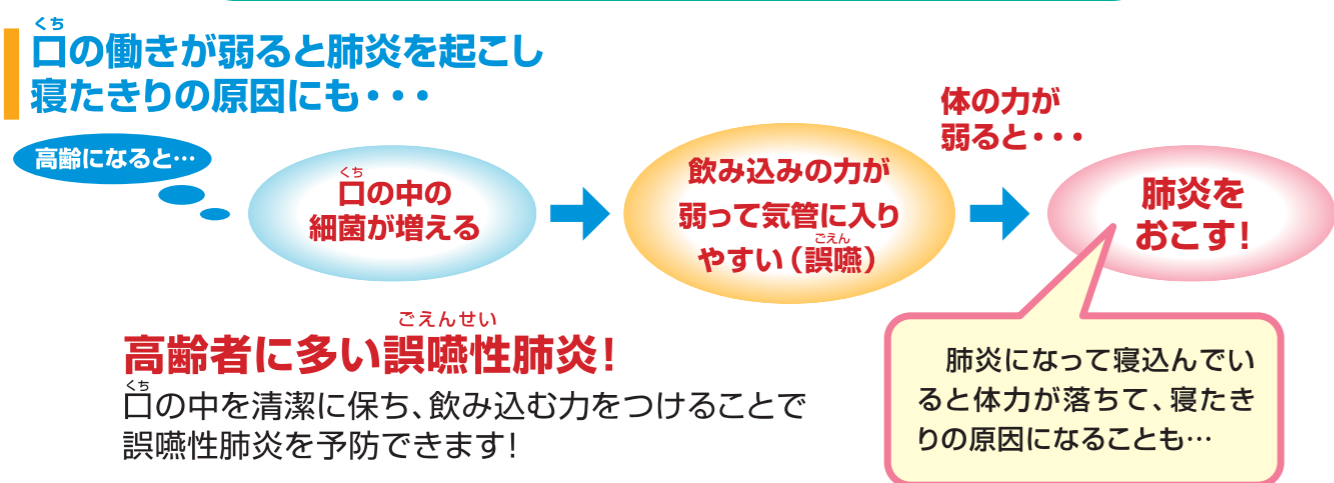 くち
口の働きが弱ると肺炎を起こし
寝たきりの原因にも・・・
高齢になると…
くち
口の中の
細菌が増える
飲み込みの力が
弱って気管に入り
ごえん
やすい（誤嚥）
体の力が
弱ると・・・
肺炎を
おこす！
ごえんせい
高齢者に多い誤嚥性肺炎！
くち
口の中を清潔に保ち、飲み込む力をつけることで
誤嚥性肺炎を予防できます！
肺炎になって寝込んでい
ると体力が落ちて、寝たき
りの原因になることも…